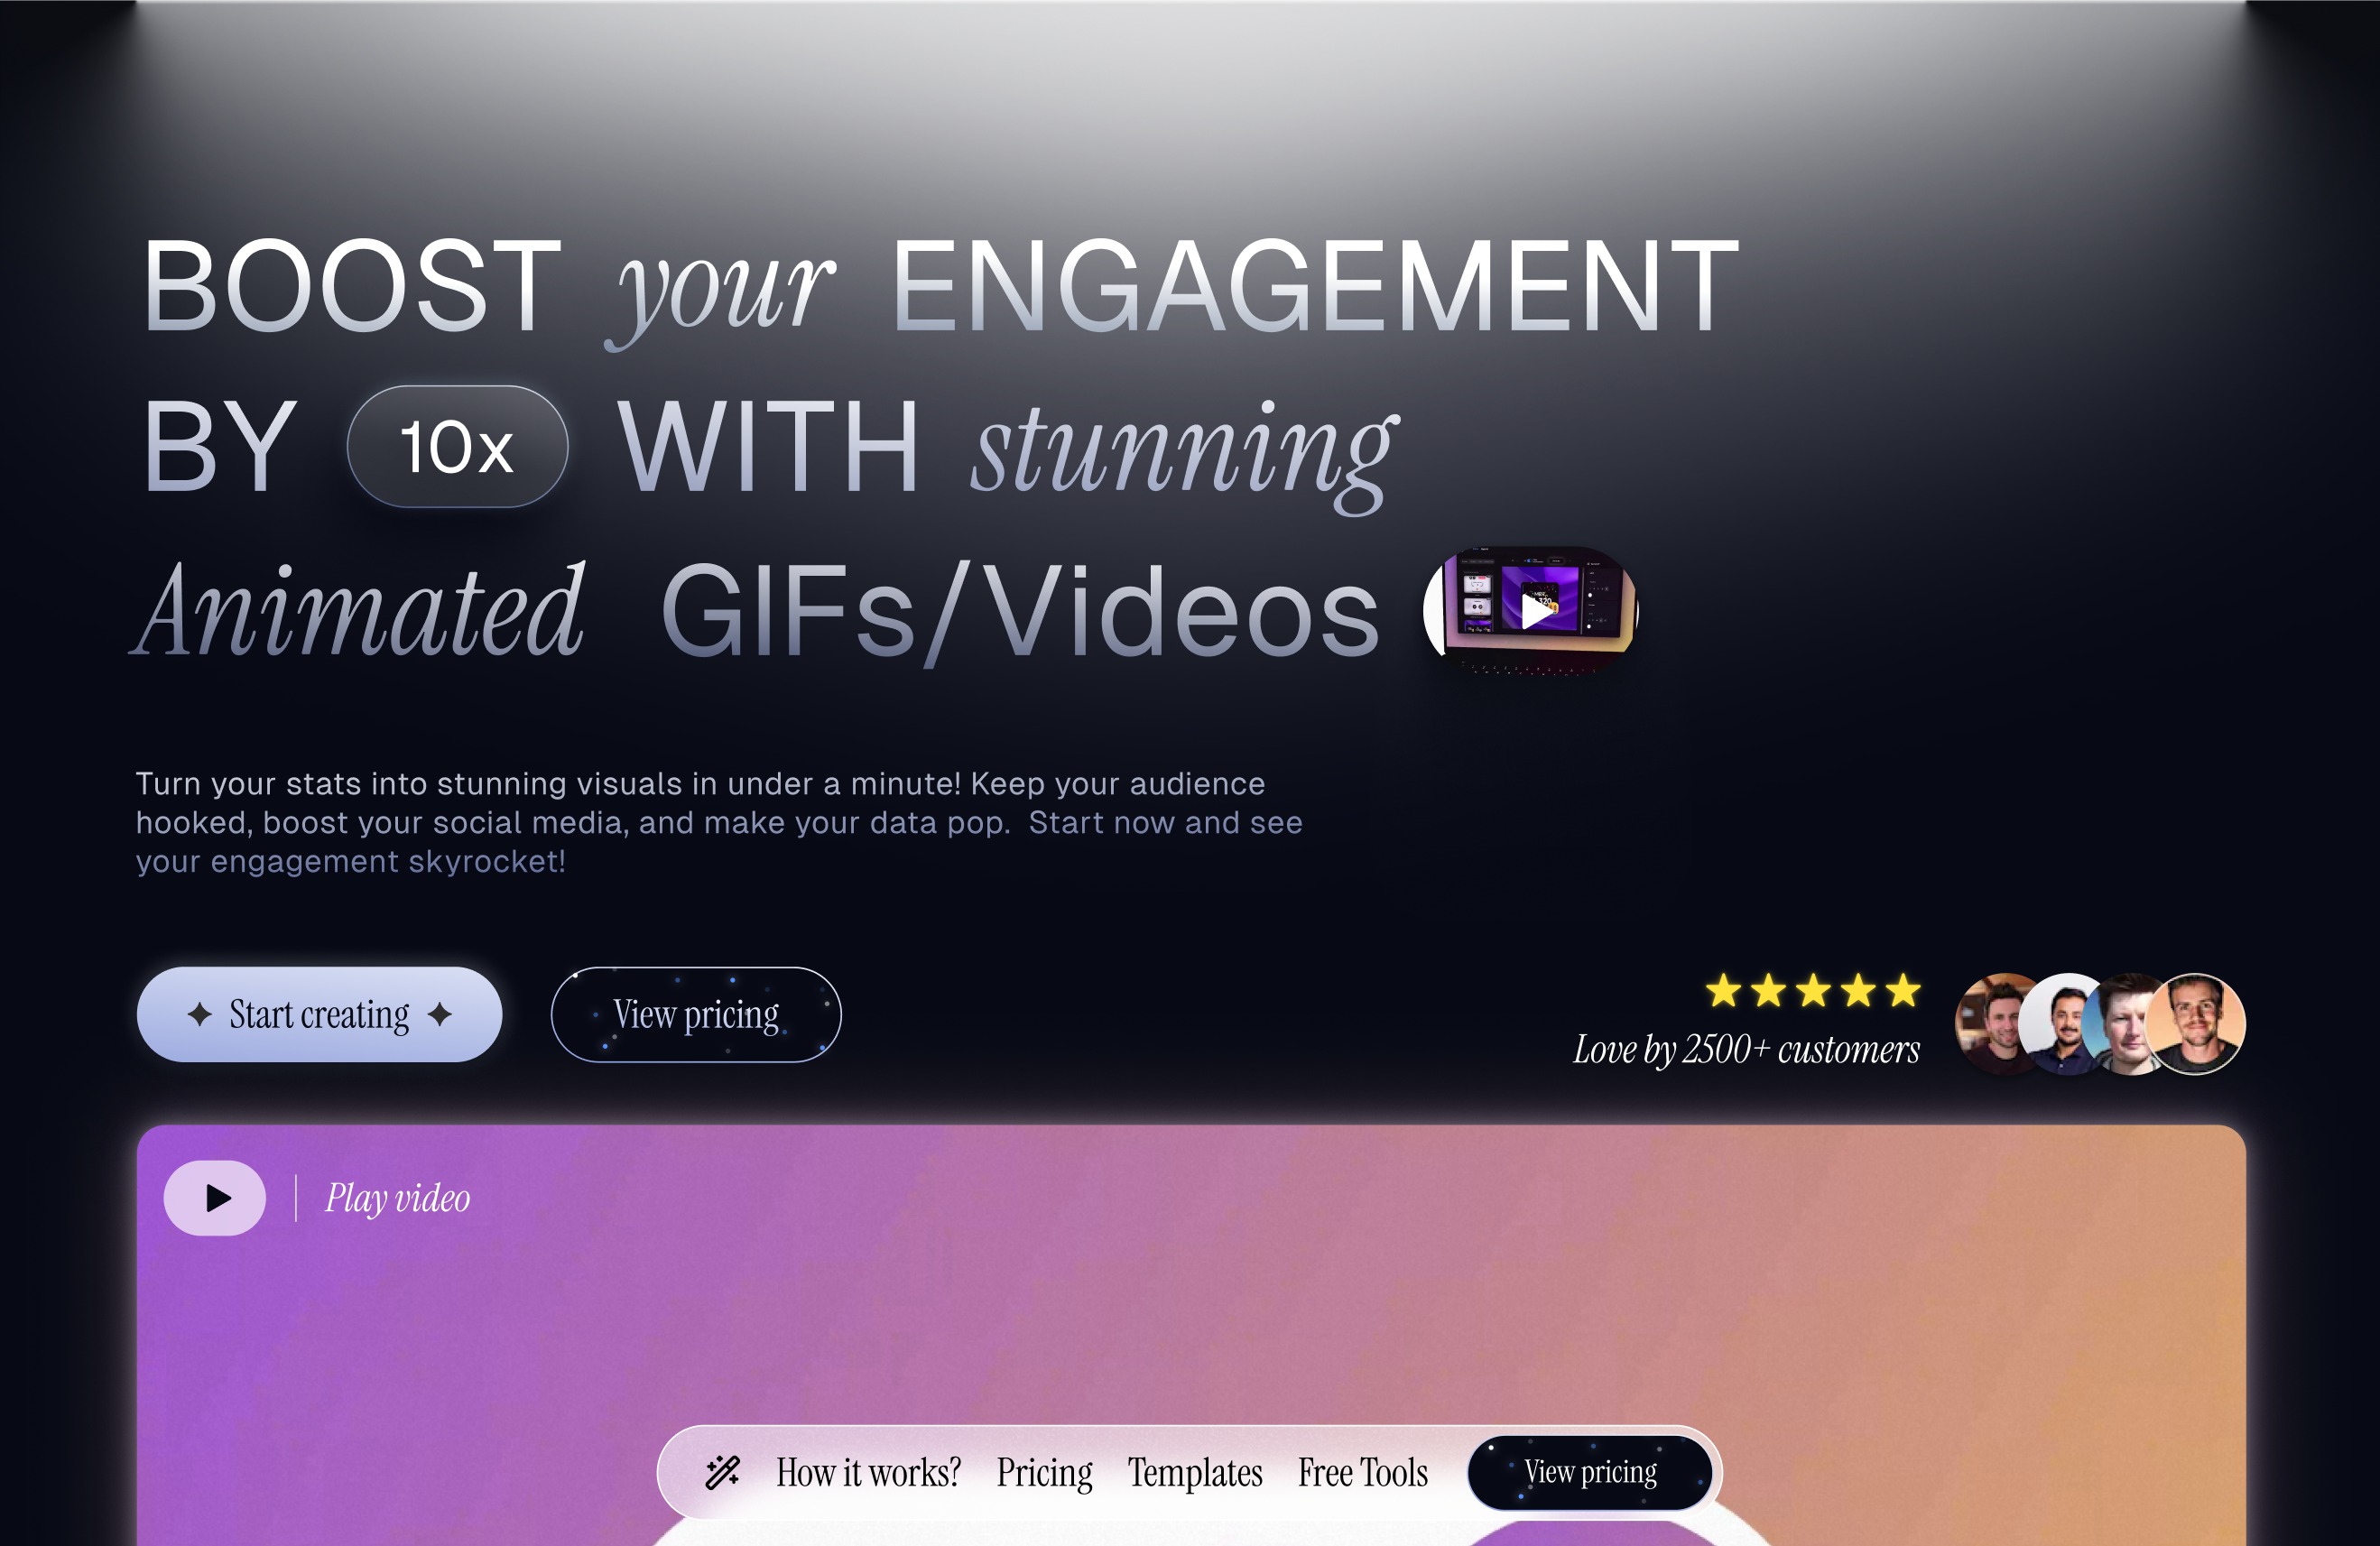 BOOST your ENGAGEMENT
BY 10x WITH stunning
Animated GIFs/Videos
Turn your stats into stunning visuals in under a minute! Keep your audience
hooked, boost your social media, and make your data pop. Start now and see
your engagement skyrocket!
Start creating
View pricing
Love by 2500+ customers
Play video
How it works? Pricing Templates Free Tools View pricing